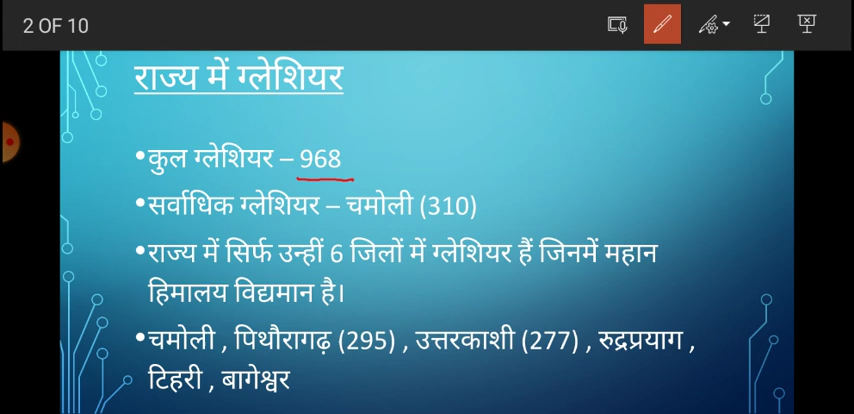 2 OF 10
राज्य में ग्लेशियर
•कुल ग्लेशियर – 968
•सर्वाधिक ग्लेशियर – चमोली (310)
•राज्य में सिर्फ उन्हीं 6 जिलों में ग्लेशियर हैं जिनमें महान
हिमालय विद्यमान है।
•चमोली , पिथौरागढ़ (295) , उत्तरकाशी (277) , रुद्रप्रयाग ,
टिहरी , बागेश्वर